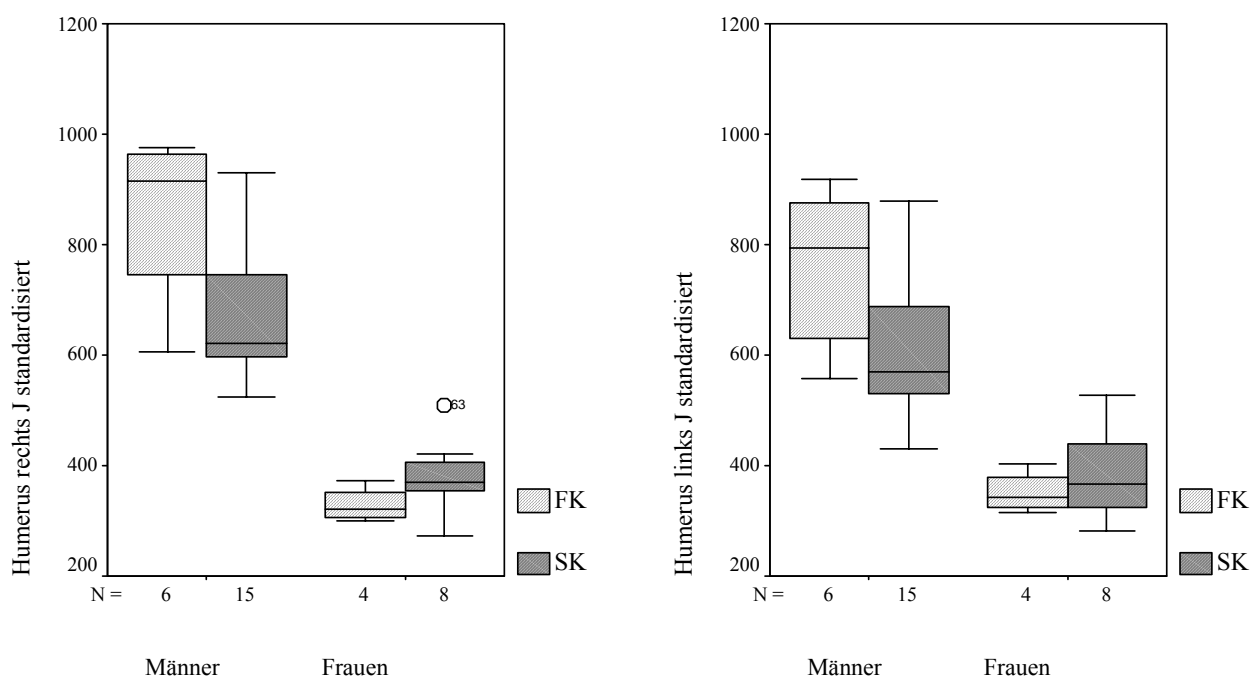 Humerus rechts J standardisiert
1200
1000
800
600
400
200
63
FK
SK
N =
6
15
4
8
Männer
Frauen
Humerus links J standardisiert
1200
1000
800
600
400
200
FK
SK
N =
6
15
4
8
Männer
Frauen